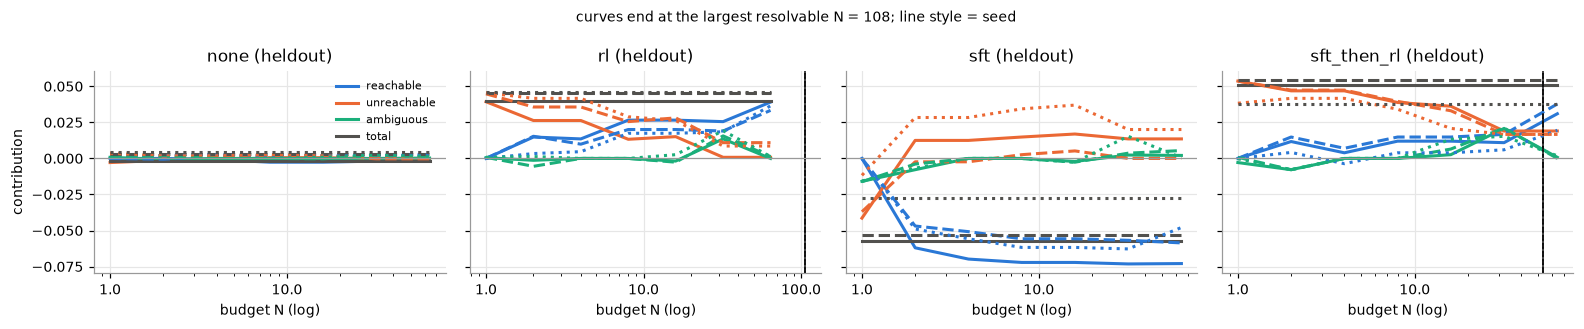 curves end at the largest resolvable N = 108; line style = seed
none (heldout)
rl (heldout)
sft (heldout)
sft_then_rl (heldout)
contribution
0.050
0.025
0.000
−0.025
−0.050
−0.075
reachable
unreachable
ambiguous
total
1.0
10.0
1.0
10.0
100.0
1.0
10.0
1.0
10.0
budget N (log)
budget N (log)
budget N (log)
budget N (log)